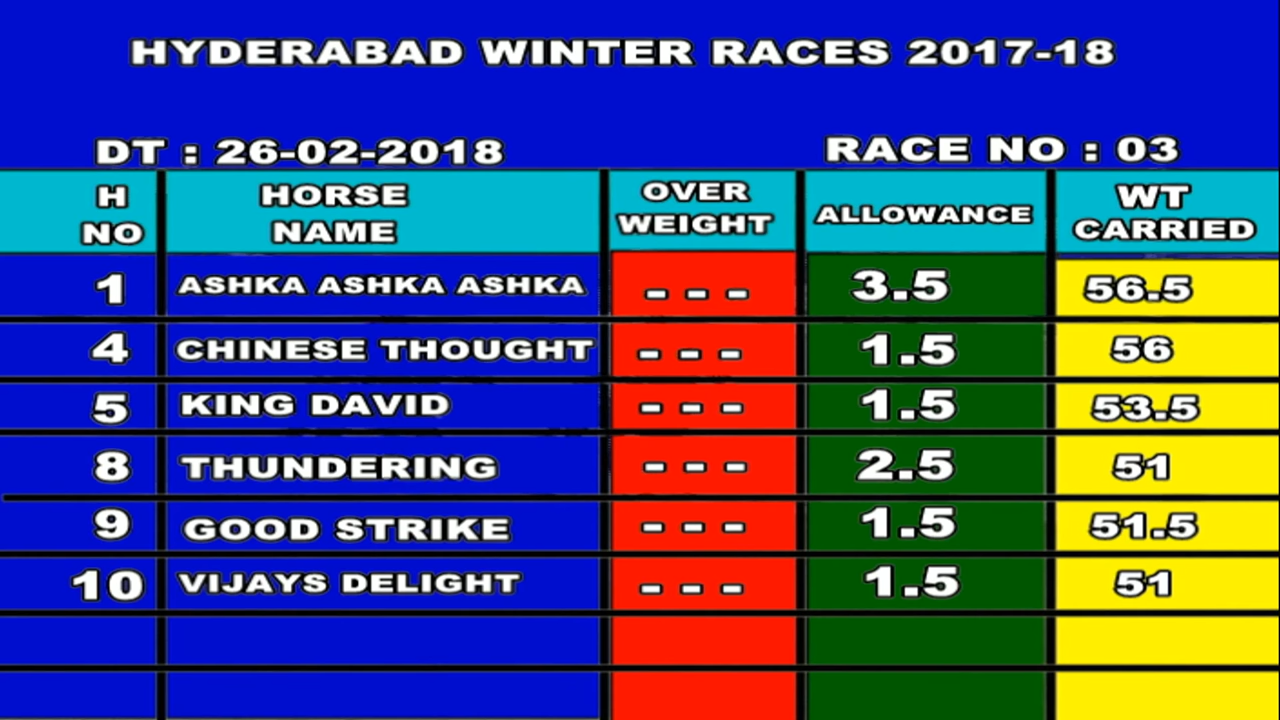 HYDERABAD WINTER RACES 2017-18
DT : 26-02-2018 RACE NO : 03
H NO HORSE NAME OVER WEIGHT ALLOWANCE WT CARRIED
1 ASHKA ASHKA ASHKA - - - 3.5 56.5
4 CHINESE THOUGHT - - - 1.5 56
5 KING DAVID - - - 1.5 53.5
8 THUNDERING - - - 2.5 51
9 GOOD STRIKE - - - 1.5 51.5
10 VIJAYS DELIGHT - - - 1.5 51